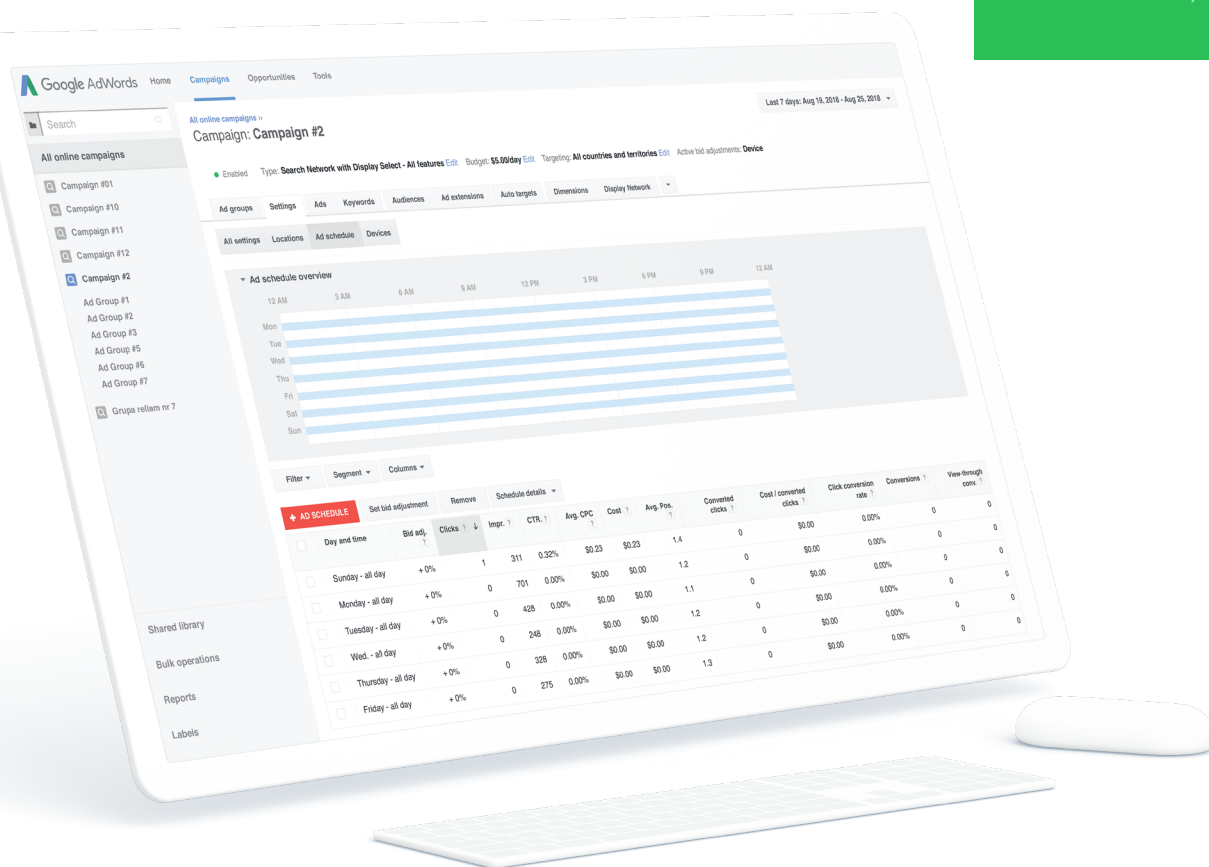 Google AdWords Home Campaigns Opportunities Tools
Search
All online campaigns
Campaign #01
Campaign #10
Campaign #11
Campaign #12
Campaign #2
Ad Group #1
Ad Group #2
Ad Group #3
Ad Group #5
Ad Group #6
Ad Group #7
Grupa rellam nr 7
Shared library
Bulk operations
Reports
Labels
All online campaigns »
Last 7 days: Aug 19, 2018 - Aug 25, 2018
Campaign: Campaign #2
Enabled Type: Search Network with Display Select - All features Edit Budget: $5.00/day Edit Targeting: All countries and territories Edit Active bid adjustments: Device
Ad groups Settings Ads Keywords Audiences Ad extensions Auto targets Dimensions Display Network
All settings Locations Ad schedule Devices
Ad schedule overview
12 AM 3 AM 6 AM 9 AM 12 PM 3 PM 6 PM 9 PM 12 AM
Mon
Tue
Wed
Thu
Fri
Sat
Sun
Filter Segment Columns
+ AD SCHEDULE Set bid adjustment Remove Schedule details
Day and time Bid adj. ? Clicks ? ↓ Impr. ? CTR. ? Avg. CPC ? Cost ? Avg. Pos. ? Converted clicks ? Cost / converted clicks ? Click conversion rate ? Conversions ? View-through conv. ?
Sunday - all day + 0% 1 311 0.32% $0.23 $0.23 1.4 0 $0.00 0.00% 0 0
Monday - all day + 0% 0 701 0.00% $0.00 $0.00 1.2 0 $0.00 0.00% 0 0
Tuesday - all day + 0% 0 428 0.00% $0.00 $0.00 1.1 0 $0.00 0.00% 0 0
Wed. - all day + 0% 0 248 0.00% $0.00 $0.00 1.2 0 $0.00 0.00% 0 0
Thursday - all day + 0% 0 328 0.00% $0.00 $0.00 1.2 0 $0.00 0.00% 0 0
Friday - all day + 0% 0 275 0.00% $0.00 $0.00 1.3 0 $0.00 0.00% 0 0